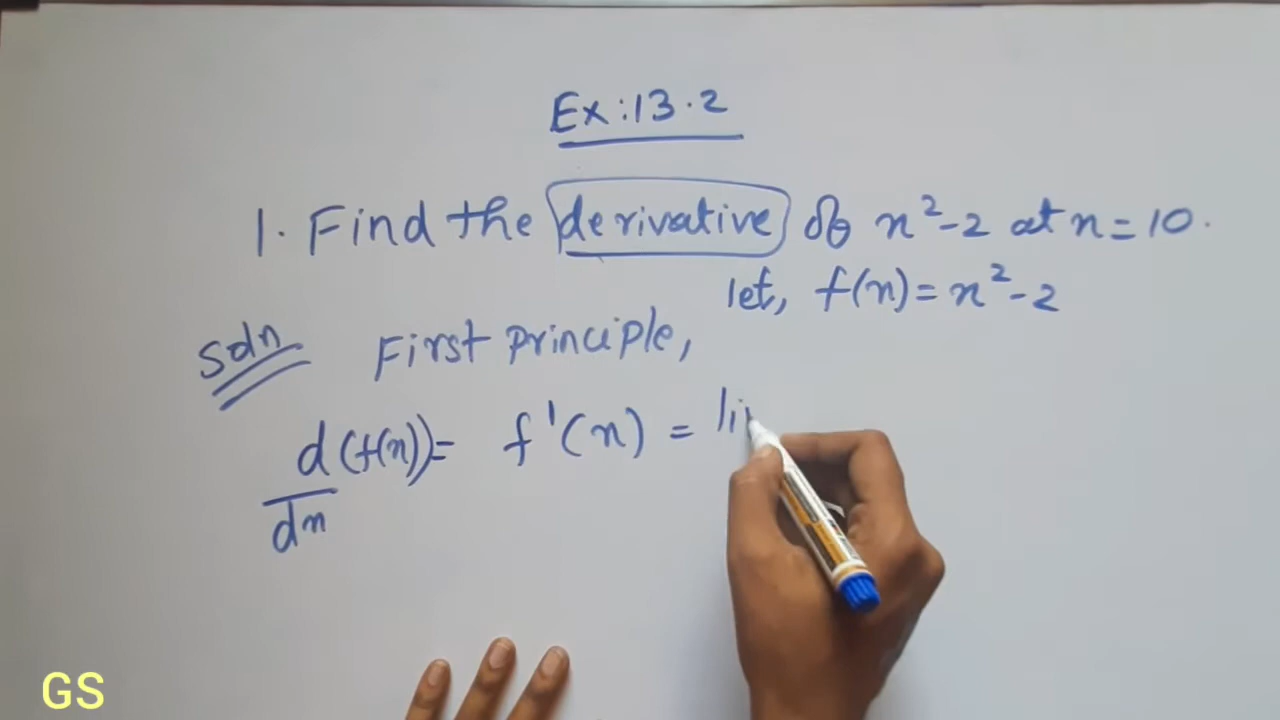 Ex:13.2
1. Find the derivative of x²-2 at x=10.
let, f(x)=x²-2
Soln
First principle,
d/dx (f(x))= f'(x) = li
GS